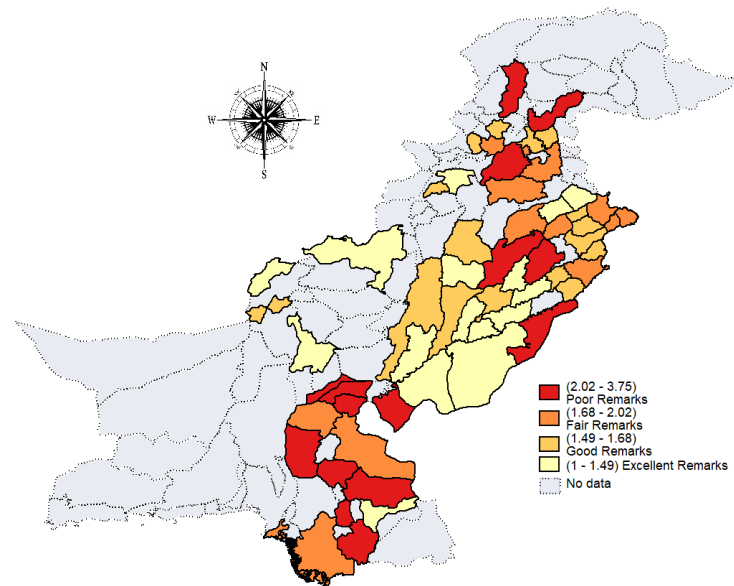 N
W
E
S
(2.02 - 3.75)
Poor Remarks
(1.68 - 2.02)
Fair Remarks
(1.49 - 1.68)
Good Remarks
(1 - 1.49) Excellent Remarks
No data